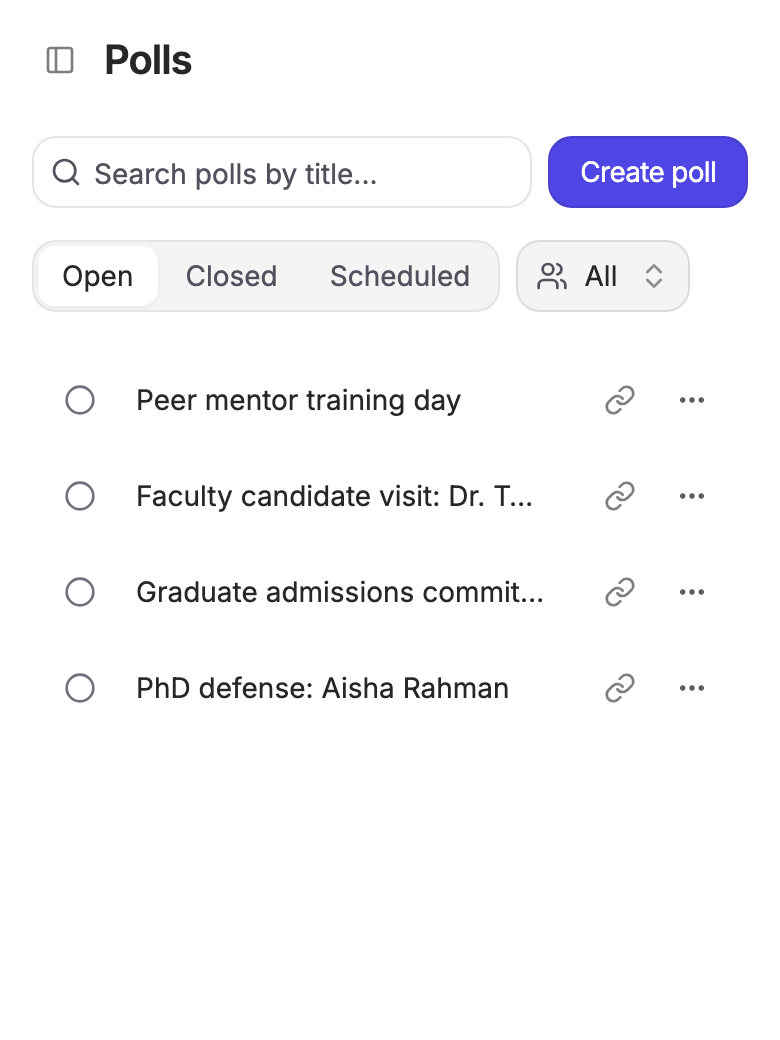 Polls
Search polls by title...
Create poll
Open
Closed
Scheduled
All
Peer mentor training day
Faculty candidate visit: Dr. T...
Graduate admissions commit...
PhD defense: Aisha Rahman